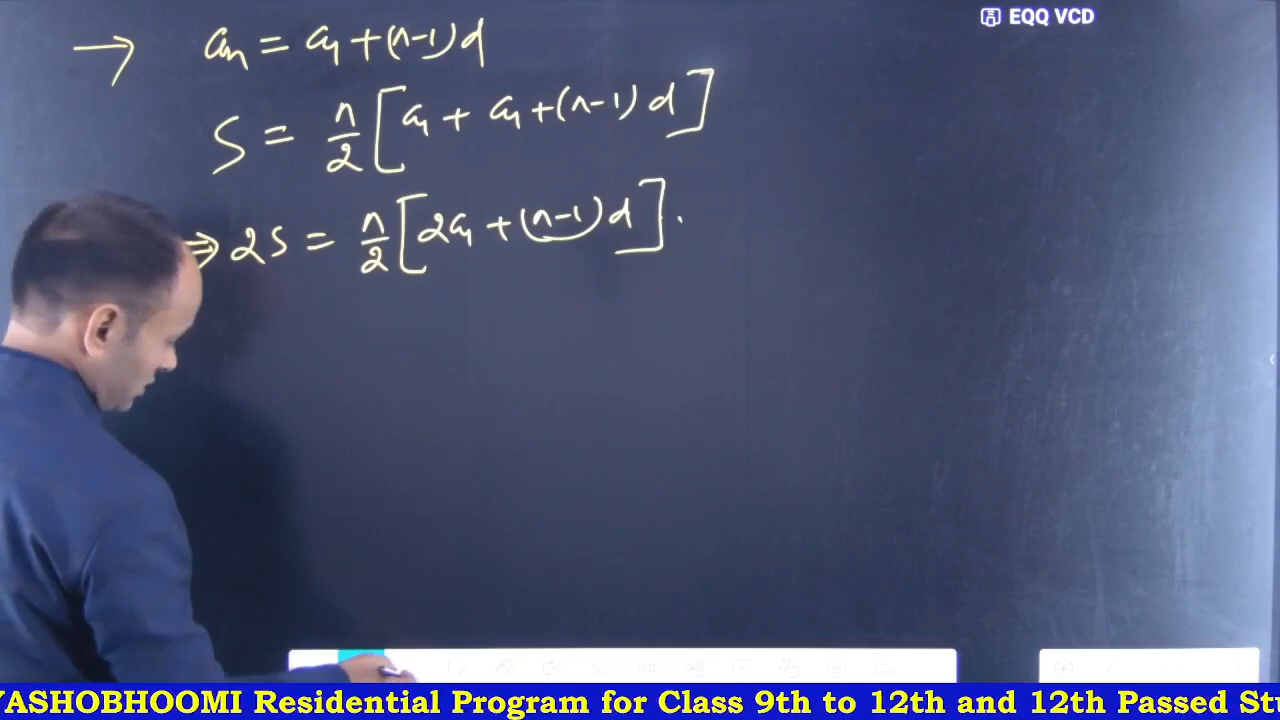 EQQ VCD
→ aₙ = a₁ + (n-1)d
S = n/2 [a₁ + a₁ + (n-1)d]
⇒ 2S = n/2 [2a₁ + (n-1)d].
YASHOBHOOMI Residential Program for Class 9th to 12th and 12th Passed St